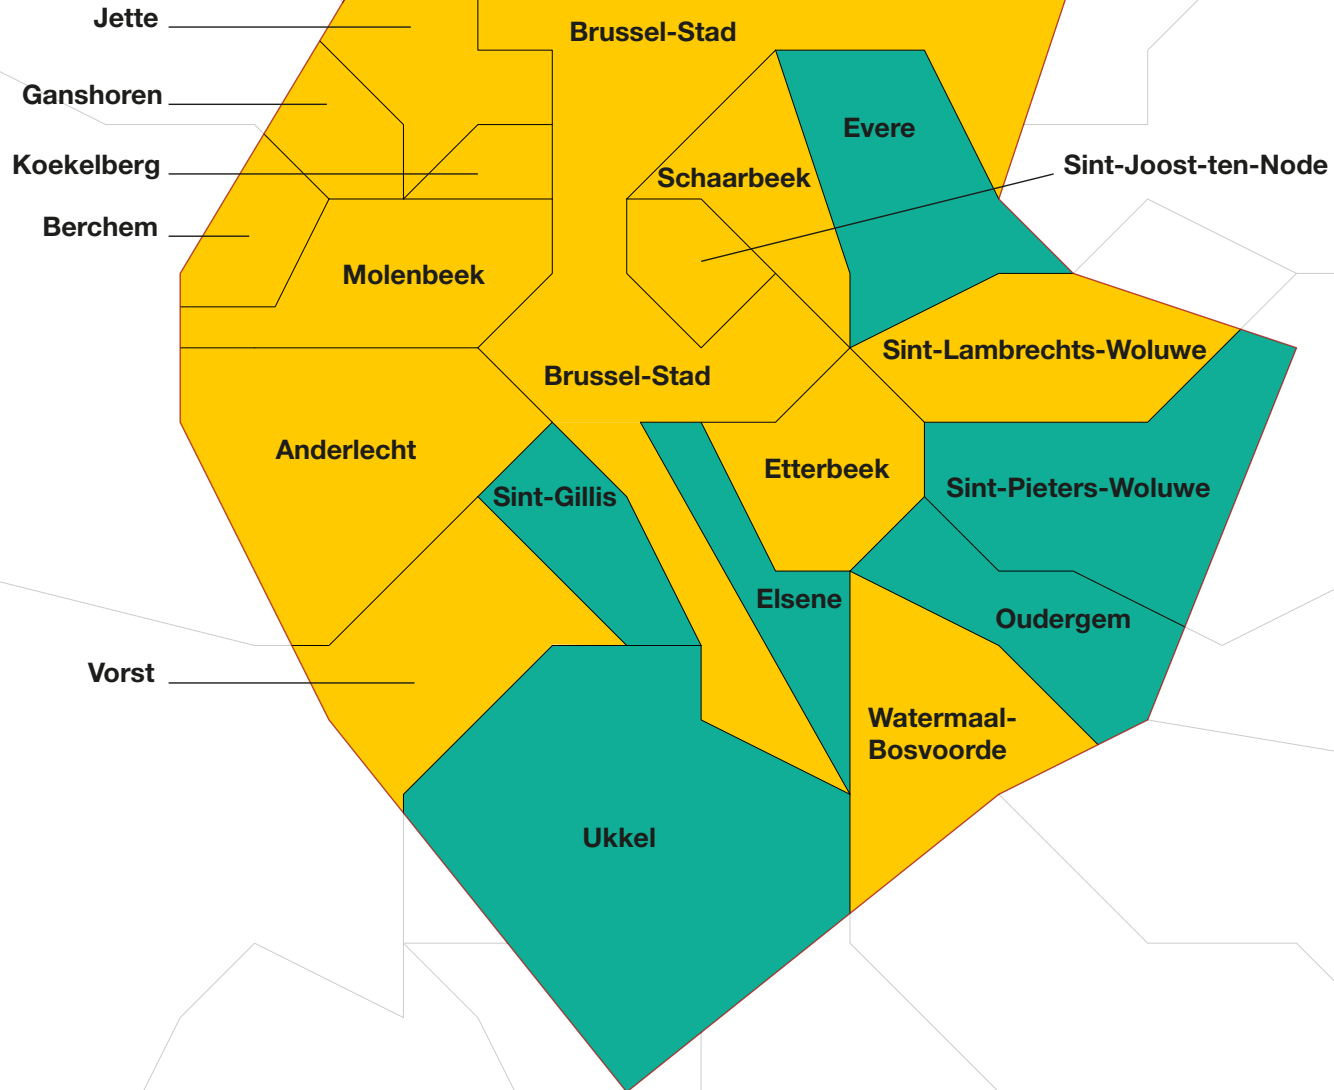 Jette
Brussel-Stad
Ganshoren
Evere
Koekelberg
Schaarbeek
Sint-Joost-ten-Node
Berchem
Molenbeek
Sint-Lambrechts-Woluwe
Brussel-Stad
Anderlecht
Etterbeek
Sint-Gillis
Sint-Pieters-Woluwe
Elsene
Oudergem
Vorst
Watermaal-
Bosvoorde
Ukkel